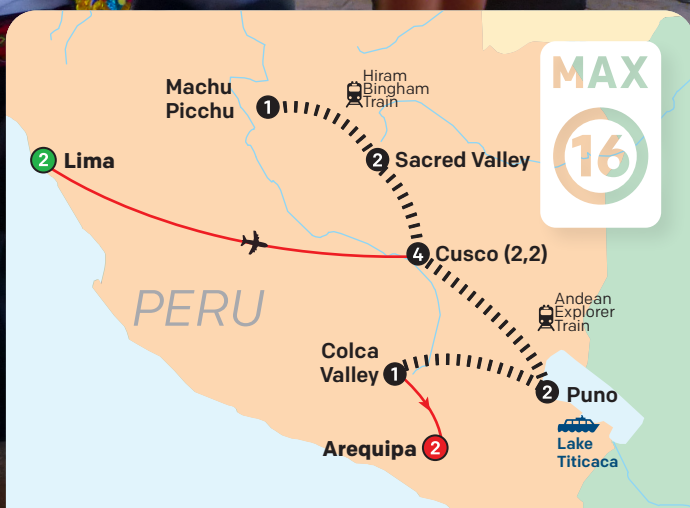 MAX
16
Hiram
Bingham
Train
Machu
Picchu
1
2 Lima
2 Sacred Valley
4 Cusco (2,2)
PERU
Andean
Explorer
Train
Colca
Valley 1
2 Puno
Arequipa 2
Lake
Titicaca